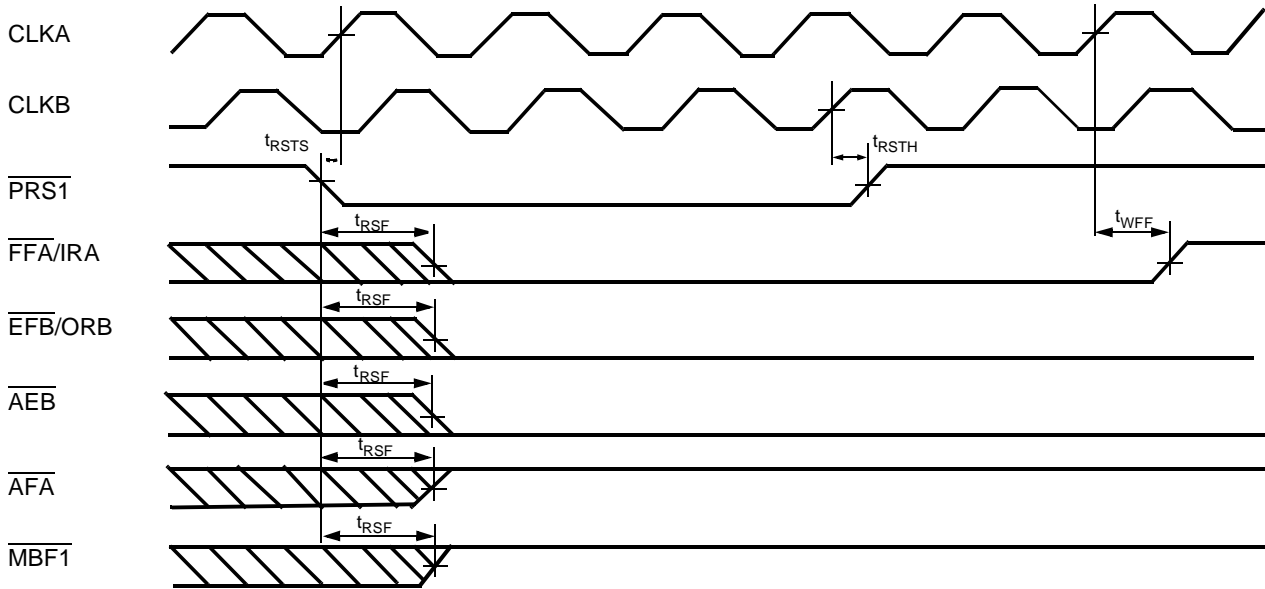 CLKA
CLKB
tRSTS
tRSTH
PRS1
tRSF
tWFF
FFA/IRA
tRSF
EFB/ORB
tRSF
AEB
tRSF
AFA
tRSF
MBF1